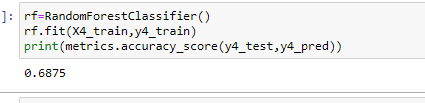 ]: rf=RandomForestClassifier()
rf.fit(X4_train,y4_train)
print(metrics.accuracy_score(y4_test,y4_pred))
0.6875